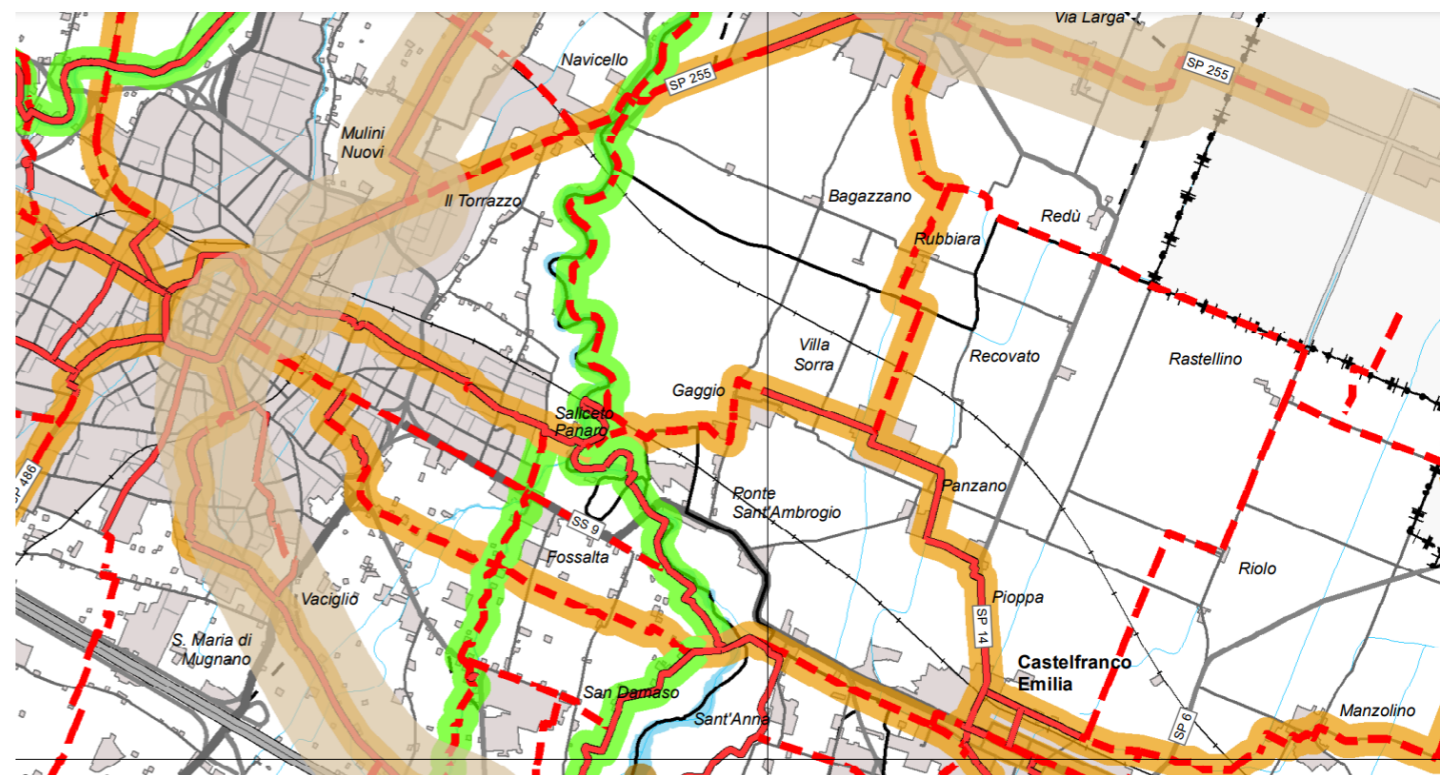 Via Larga
Navicello
SP 255
SP 255
Mulini
Nuovi
Il Torrazzo
Bagazzano
Redù
Rubbiara
Villa
Sorra
Recovato
Rastellino
Gaggio
Saliceto
Panaro
SP 486
Panzano
Ponte
Sant'Ambrogio
SS 9
Fossalta
Riolo
Vaciglio
Pioppa
SP 14
S. Maria di
Mugnano
Castelfranco
Emilia
San Damaso
Sant'Anna
SP 6
Manzolino